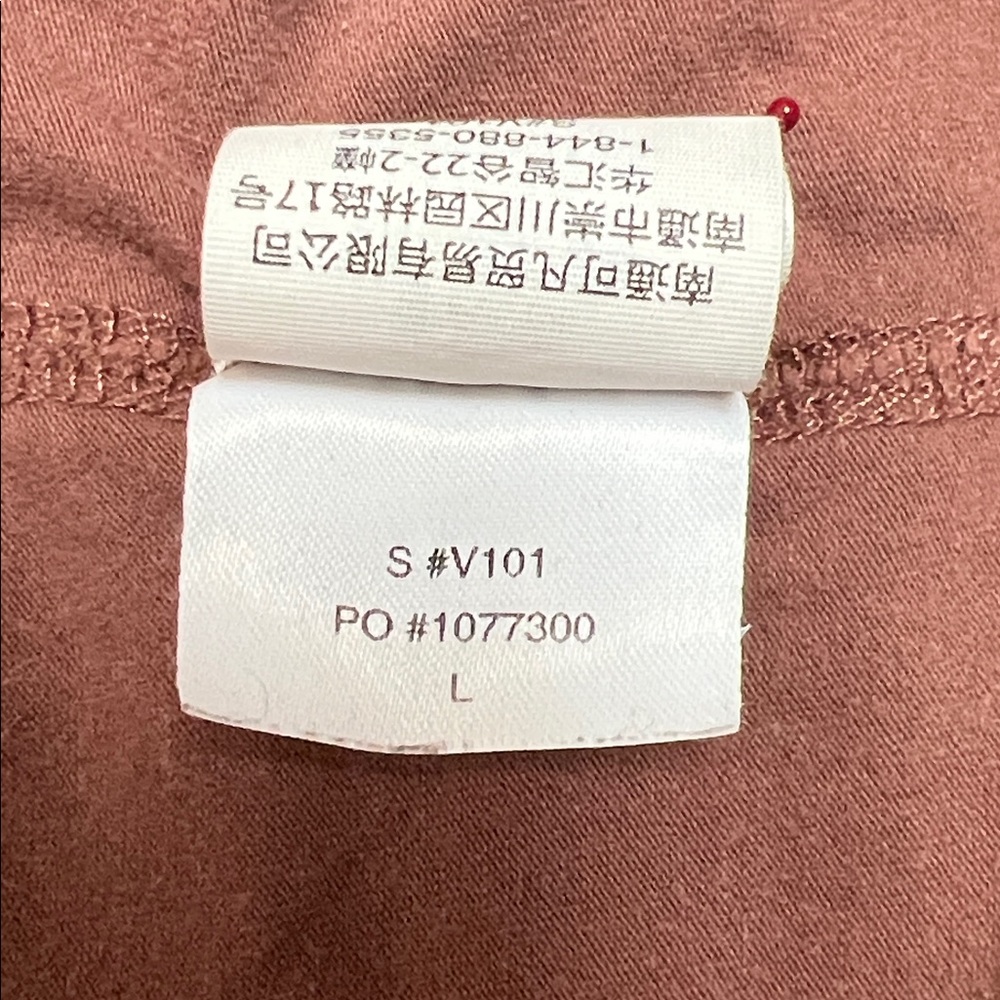 南通可凡贸易有限公司
南通市崇川区园林路17号
华汇智谷22-2幢
1-844-880-5355
S #V101
PO #1077300
L